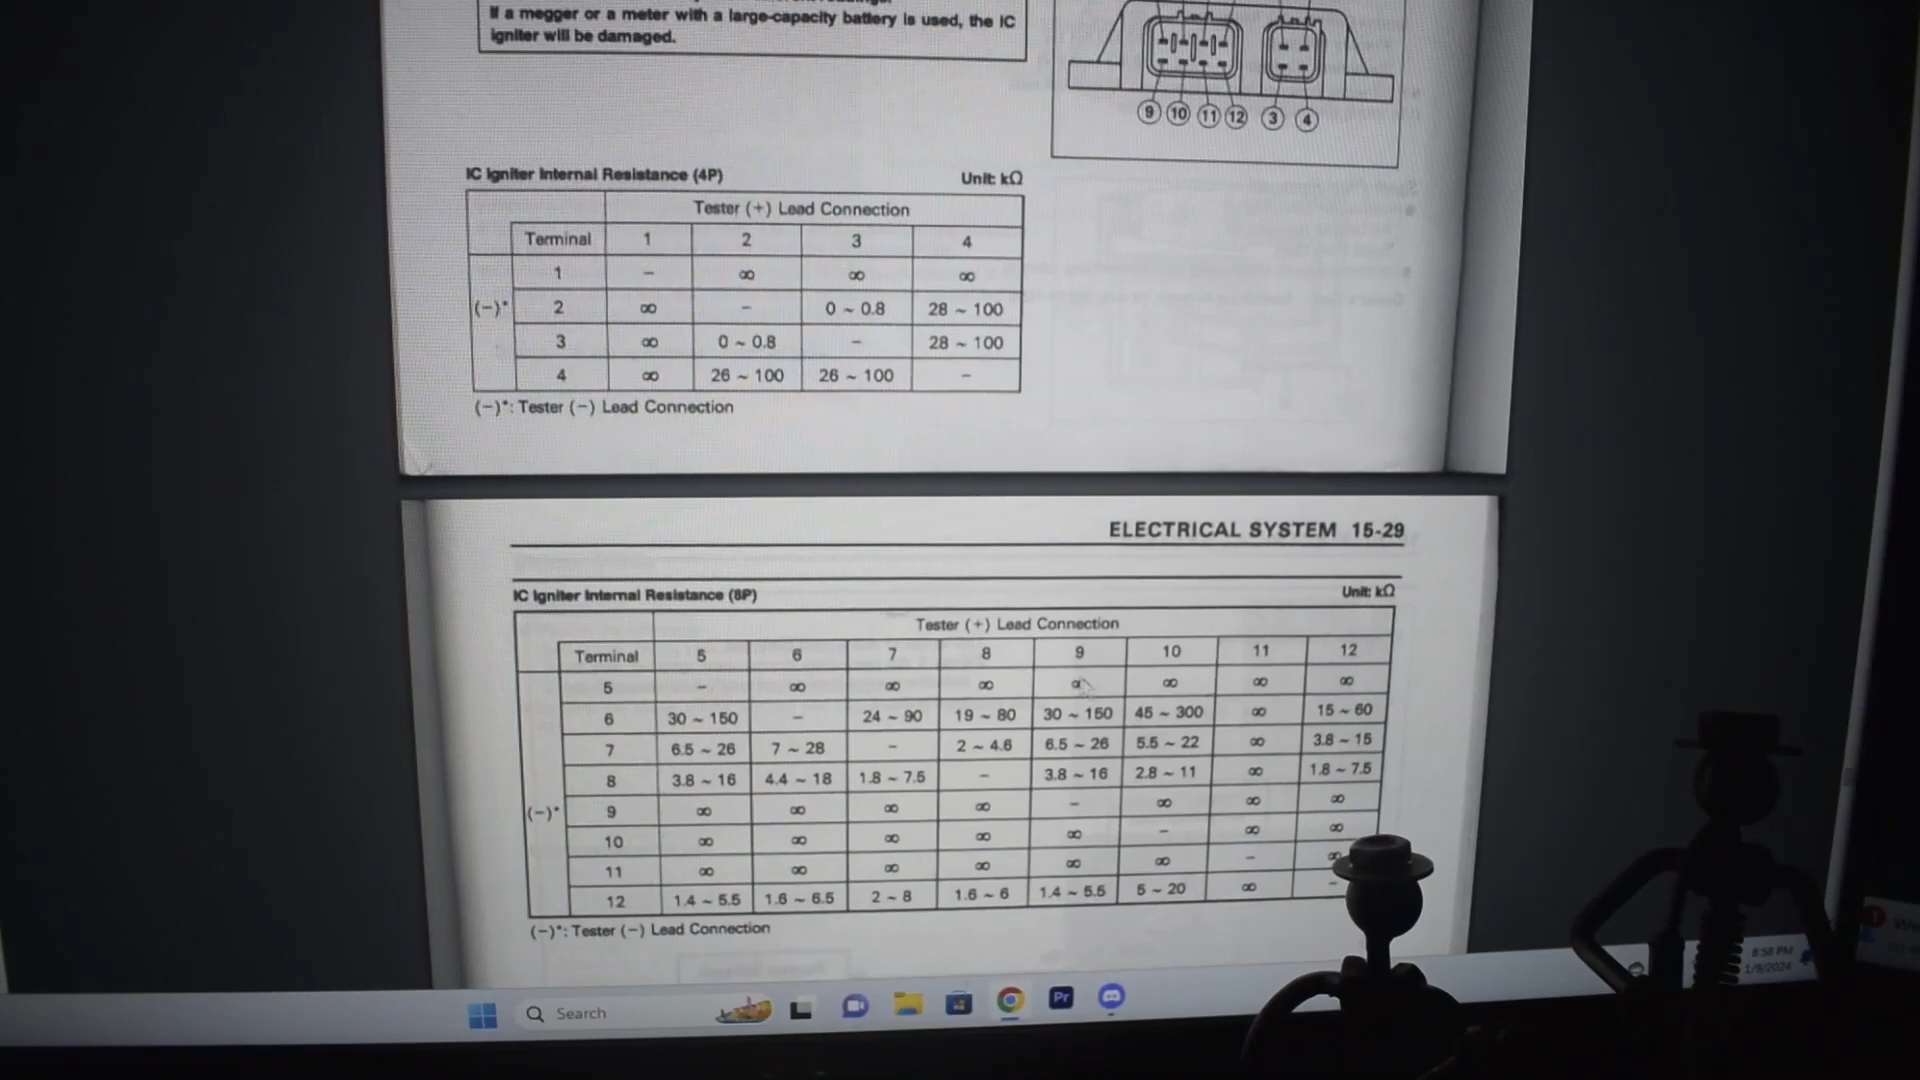 If a megger or a meter with a large-capacity battery is used, the IC
igniter will be damaged.
9 10 11 12 3 4
IC Igniter Internal Resistance (4P) Unit: kΩ
Tester (+) Lead Connection
Terminal 1 2 3 4
1 – ∞ ∞ ∞
(−)* 2 ∞ – 0 ~ 0.8 28 ~ 100
3 ∞ 0 ~ 0.8 – 28 ~ 100
4 ∞ 26 ~ 100 26 ~ 100 –
(−)*: Tester (−) Lead Connection
ELECTRICAL SYSTEM 15-29
IC Igniter Internal Resistance (8P) Unit: kΩ
Tester (+) Lead Connection
Terminal 5 6 7 8 9 10 11 12
5 – ∞ ∞ ∞ ∞ ∞ ∞ ∞
6 30 ~ 150 – 24 ~ 90 19 ~ 80 30 ~ 150 45 ~ 300 ∞ 15 ~ 60
7 6.5 ~ 26 7 ~ 28 – 2 ~ 4.6 6.5 ~ 26 5.5 ~ 22 ∞ 3.8 ~ 15
8 3.8 ~ 16 4.4 ~ 18 1.8 ~ 7.5 – 3.8 ~ 16 2.8 ~ 11 ∞ 1.8 ~ 7.5
(−)* 9 ∞ ∞ ∞ ∞ – ∞ ∞ ∞
10 ∞ ∞ ∞ ∞ ∞ – ∞ ∞
11 ∞ ∞ ∞ ∞ ∞ ∞ – ∞
12 1.4 ~ 5.5 1.6 ~ 6.5 2 ~ 8 1.6 ~ 6 1.4 ~ 5.5 5 ~ 20 ∞ –
(−)*: Tester (−) Lead Connection
Search
Pr
6:58 PM
1/9/2024